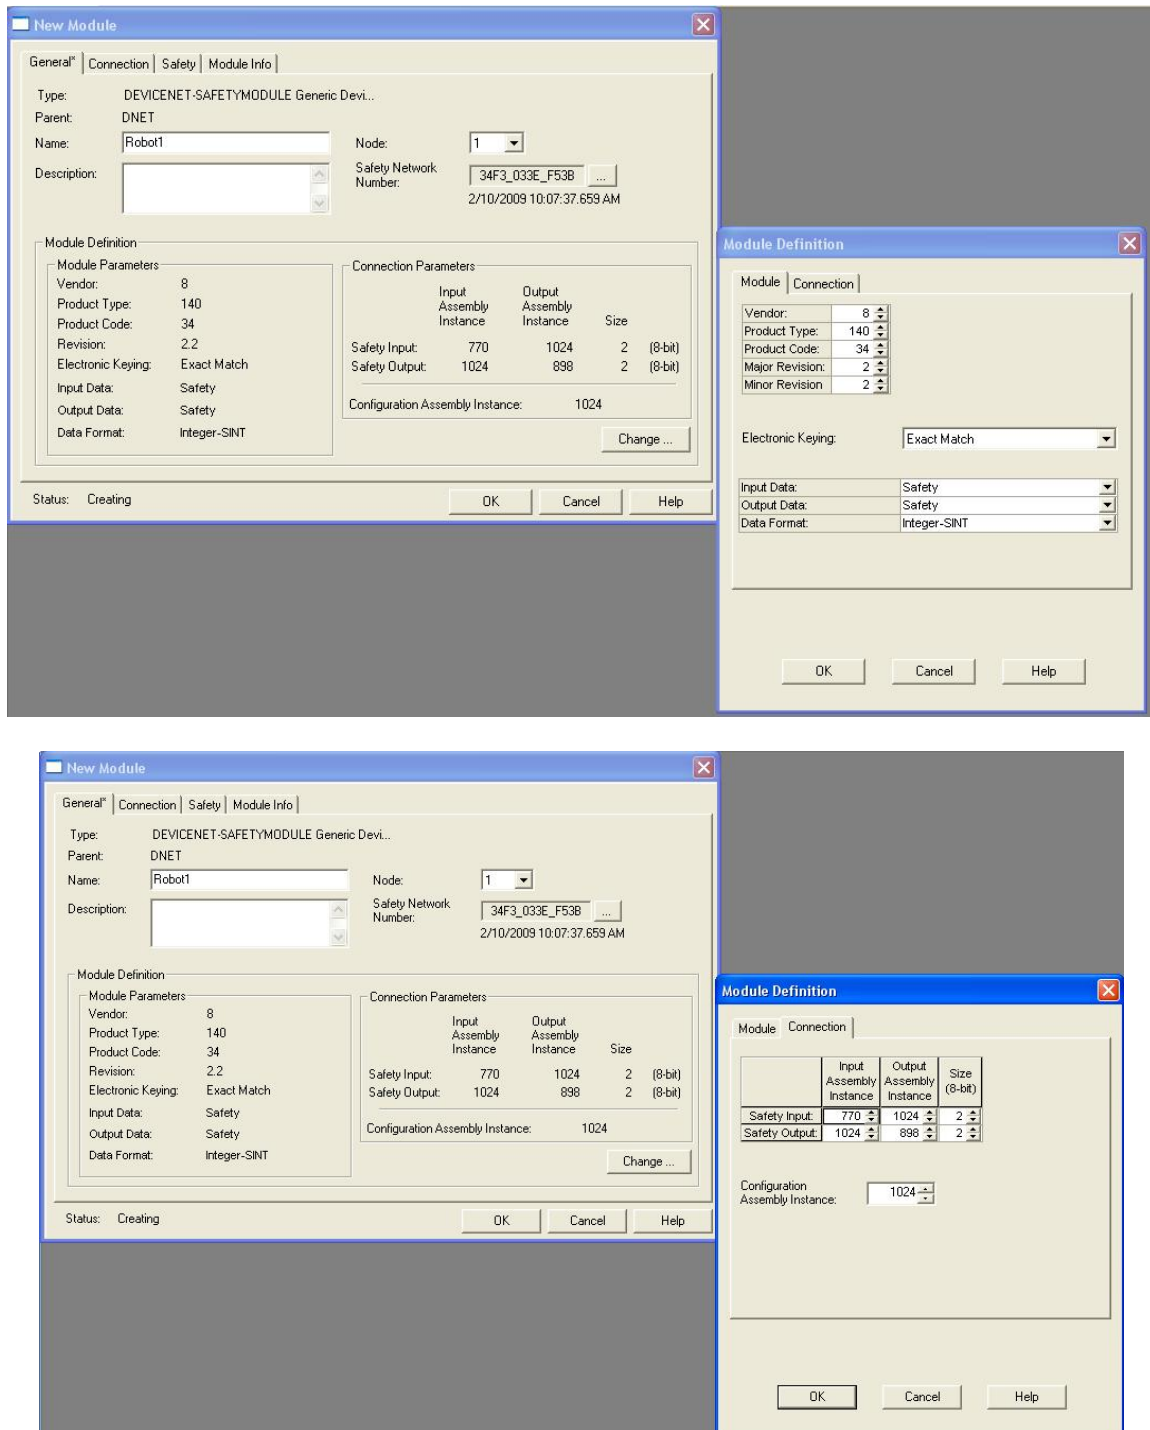 New Module
General* Connection Safety Module Info
Type: DEVICENET-SAFETYMODULE Generic Devi...
Parent: DNET
Name: Robot1 Node: 1
Description: Safety Network Number: 34F3_033E_F53B ...
2/10/2009 10:07:37.659 AM
Module Definition
Module Parameters
Vendor: 8
Product Type: 140
Product Code: 34
Revision: 2.2
Electronic Keying: Exact Match
Input Data: Safety
Output Data: Safety
Data Format: Integer-SINT
Connection Parameters
Input Assembly Instance Output Assembly Instance Size
Safety Input: 770 1024 2 (8-bit)
Safety Output: 1024 898 2 (8-bit)
Configuration Assembly Instance: 1024
Change ...
Status: Creating OK Cancel Help
Module Definition
Module Connection
Vendor: 8
Product Type: 140
Product Code: 34
Major Revision: 2
Minor Revision 2
Electronic Keying: Exact Match
Input Data: Safety
Output Data: Safety
Data Format: Integer-SINT
OK Cancel Help
New Module
General* Connection Safety Module Info
Type: DEVICENET-SAFETYMODULE Generic Devi...
Parent: DNET
Name: Robot1 Node: 1
Description: Safety Network Number: 34F3_033E_F53B ...
2/10/2009 10:07:37.659 AM
Module Definition
Module Parameters
Vendor: 8
Product Type: 140
Product Code: 34
Revision: 2.2
Electronic Keying: Exact Match
Input Data: Safety
Output Data: Safety
Data Format: Integer-SINT
Connection Parameters
Input Assembly Instance Output Assembly Instance Size
Safety Input: 770 1024 2 (8-bit)
Safety Output: 1024 898 2 (8-bit)
Configuration Assembly Instance: 1024
Change ...
Status: Creating OK Cancel Help
Module Definition
Module Connection
Input Assembly Instance Output Assembly Instance Size (8-bit)
Safety Input: 770 1024 2
Safety Output: 1024 898 2
Configuration
Assembly Instance: 1024
OK Cancel Help